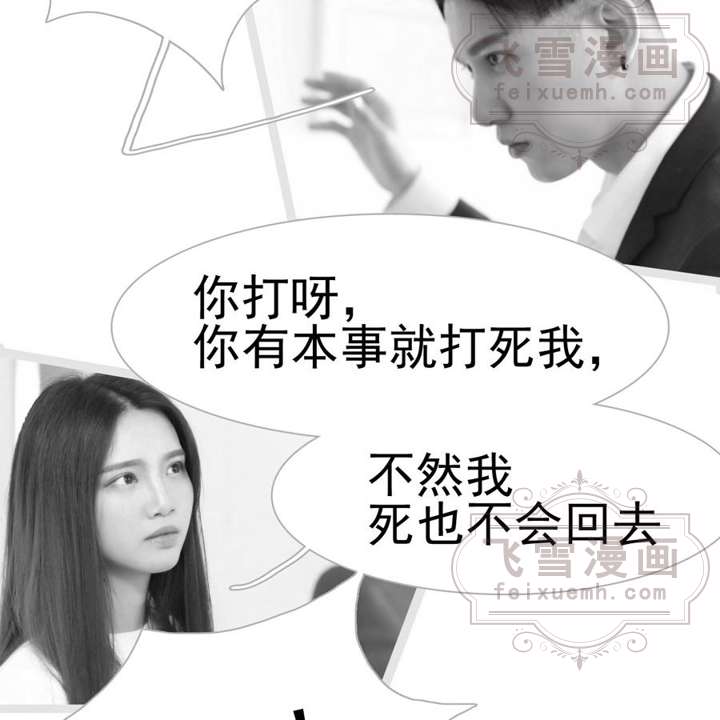 飞雪漫画
feixuemh.com
你打呀，
你有本事就打死我，
不然我
死也不会回去
飞雪漫画
feixuemh.com